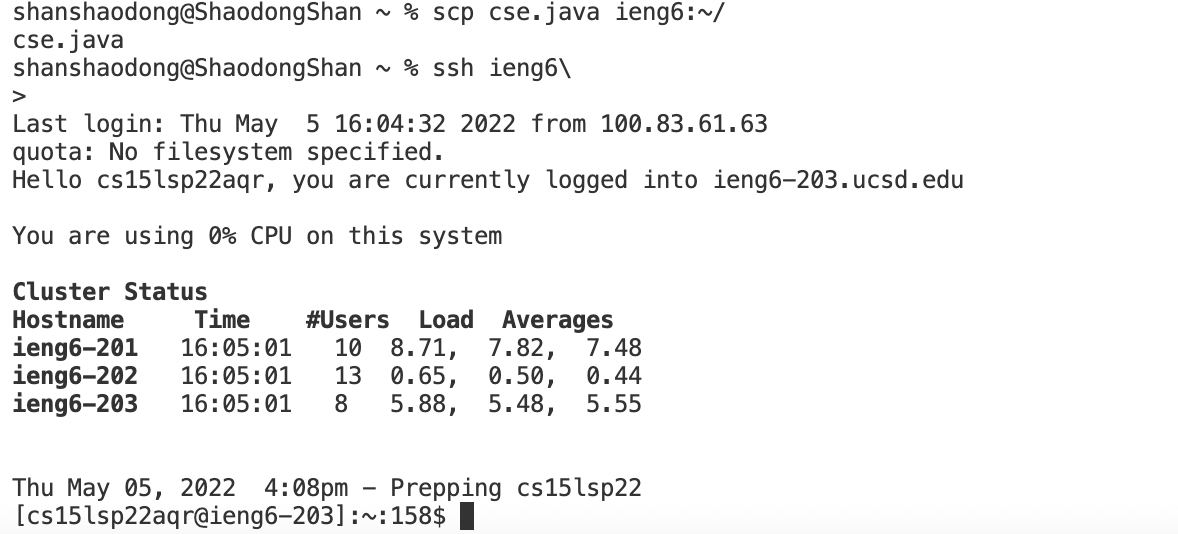 shanshaodong@ShaodongShan ~ % scp cse.java ieng6:~/
cse.java
shanshaodong@ShaodongShan ~ % ssh ieng6\
>
Last login: Thu May  5 16:04:32 2022 from 100.83.61.63
quota: No filesystem specified.
Hello cs15lsp22aqr, you are currently logged into ieng6-203.ucsd.edu

You are using 0% CPU on this system

Cluster Status
Hostname     Time    #Users  Load  Averages
ieng6-201   16:05:01   10  8.71,  7.82,  7.48
ieng6-202   16:05:01   13  0.65,  0.50,  0.44
ieng6-203   16:05:01   8   5.88,  5.48,  5.55


Thu May 05, 2022  4:08pm - Prepping cs15lsp22
[cs15lsp22aqr@ieng6-203]:~:158$